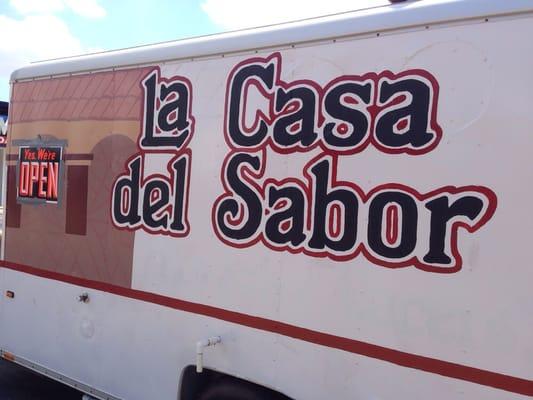 La Casa
del Sabor
Yes, We're
OPEN